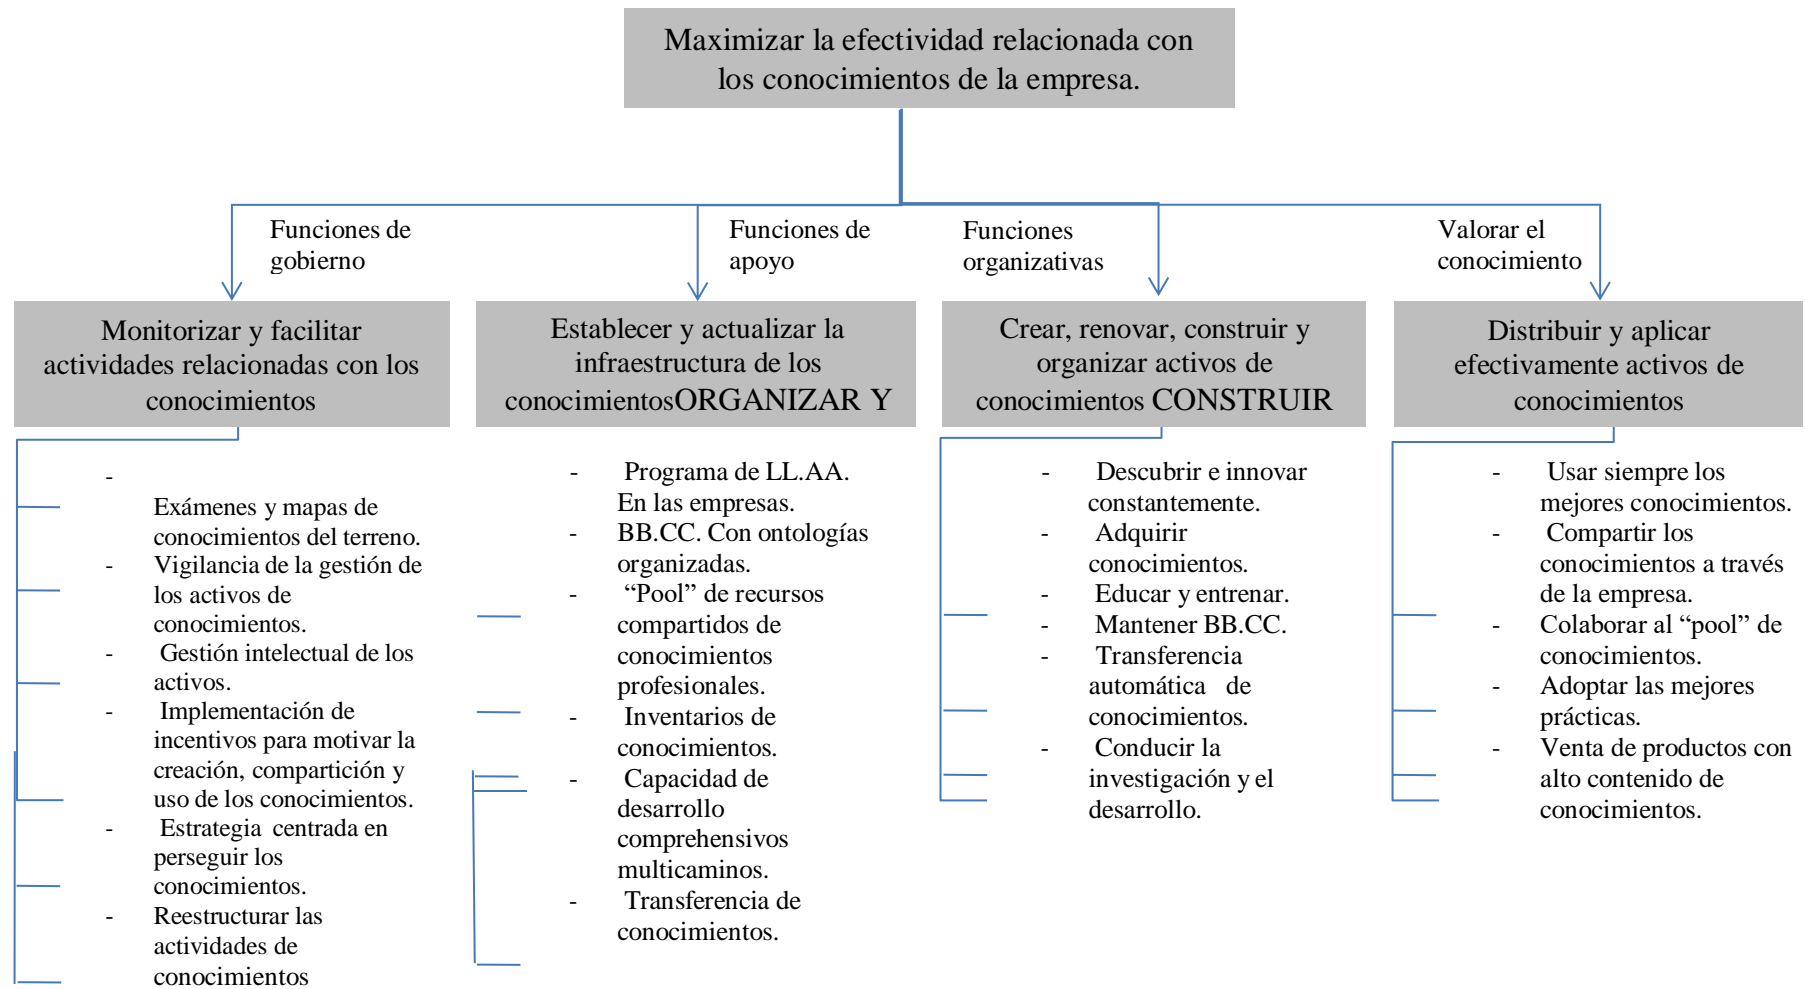 Maximizar la efectividad relacionada con
los conocimientos de la empresa.
Funciones de
gobierno
Funciones de
apoyo
Funciones
organizativas
Valorar el
conocimiento
Monitorizar y facilitar
actividades relacionadas con los
conocimientos
Establecer y actualizar la
infraestructura de los
conocimientosORGANIZAR Y
Crear, renovar, construir y
organizar activos de
conocimientos CONSTRUIR
Distribuir y aplicar
efectivamente activos de
conocimientos
-
Exámenes y mapas de
conocimientos del terreno.
- Vigilancia de la gestión de
los activos de
conocimientos.
- Gestión intelectual de los
activos.
- Implementación de
incentivos para motivar la
creación, compartición y
uso de los conocimientos.
- Estrategia centrada en
perseguir los
conocimientos.
- Reestructurar las
actividades de
conocimientos
- Programa de LL.AA.
En las empresas.
- BB.CC. Con ontologías
organizadas.
- “Pool” de recursos
compartidos de
conocimientos
profesionales.
- Inventarios de
conocimientos.
- Capacidad de
desarrollo
comprehensivos
multicaminos.
- Transferencia de
conocimientos.
- Descubrir e innovar
constantemente.
- Adquirir
conocimientos.
- Educar y entrenar.
- Mantener BB.CC.
- Transferencia
automática de
conocimientos.
- Conducir la
investigación y el
desarrollo.
- Usar siempre los
mejores conocimientos.
- Compartir los
conocimientos a través
de la empresa.
- Colaborar al “pool” de
conocimientos.
- Adoptar las mejores
prácticas.
- Venta de productos con
alto contenido de
conocimientos.